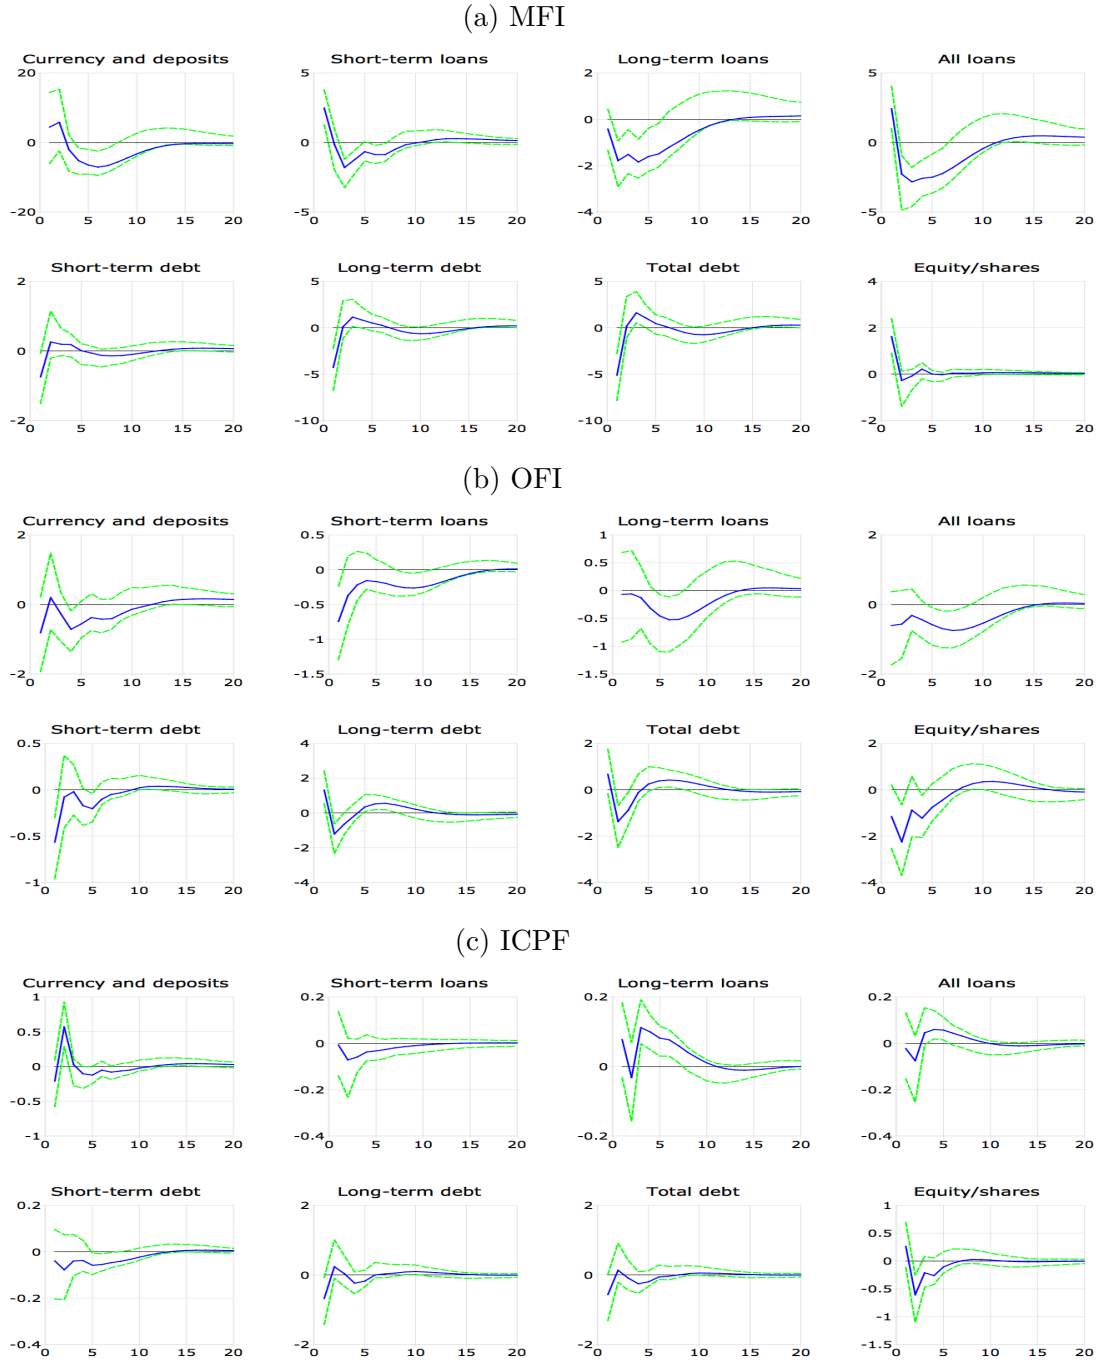 (a) MFI
Currency and deposits Short-term loans Long-term loans All loans
20 5 2 5
0 0 0 0
-2
-20 -5 -4 -5
0 5 10 15 20 0 5 10 15 20 0 5 10 15 20 0 5 10 15 20
Short-term debt Long-term debt Total debt Equity/shares
2 5 5 4
0 0 2
0 -5 -5 0
-2 -10 -10 -2
0 5 10 15 20 0 5 10 15 20 0 5 10 15 20 0 5 10 15 20
(b) OFI
Currency and deposits Short-term loans Long-term loans All loans
2 0.5 1 2
0 0.5
0 -0.5 0 0
-1 -0.5
-1
-2 -1.5 -1.5 -2
0 5 10 15 20 0 5 10 15 20 0 5 10 15 20 0 5 10 15 20
Short-term debt Long-term debt Total debt Equity/shares
0.5 4 2 2
0 2 0 0
0
-0.5 -2 -2 -2
-1 -4 -4 -4
0 5 10 15 20 0 5 10 15 20 0 5 10 15 20 0 5 10 15 20
(c) ICPF
Currency and deposits Short-term loans Long-term loans All loans
1 0.2 0.2 0.2
0.5 0 0
0 0
-0.5 -0.2 -0.2
-1 -0.4 -0.2 -0.4
0 5 10 15 20 0 5 10 15 20 0 5 10 15 20 0 5 10 15 20
Short-term debt Long-term debt Total debt Equity/shares
0.2 2 2 1
0 0.5
0 0 0
-0.2 -0.5
-1
-0.4 -2 -2 -1.5
0 5 10 15 20 0 5 10 15 20 0 5 10 15 20 0 5 10 15 20